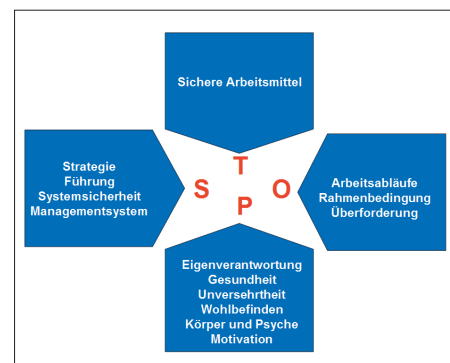 Sichere Arbeitsmittel
Strategie
Führung
Systemsicherheit
Managementsystem
T
S
O
P
Arbeitsabläufe
Rahmenbedingung
Überforderung
Eigenverantwortung
Gesundheit
Unversehrtheit
Wohlbefinden
Körper und Psyche
Motivation